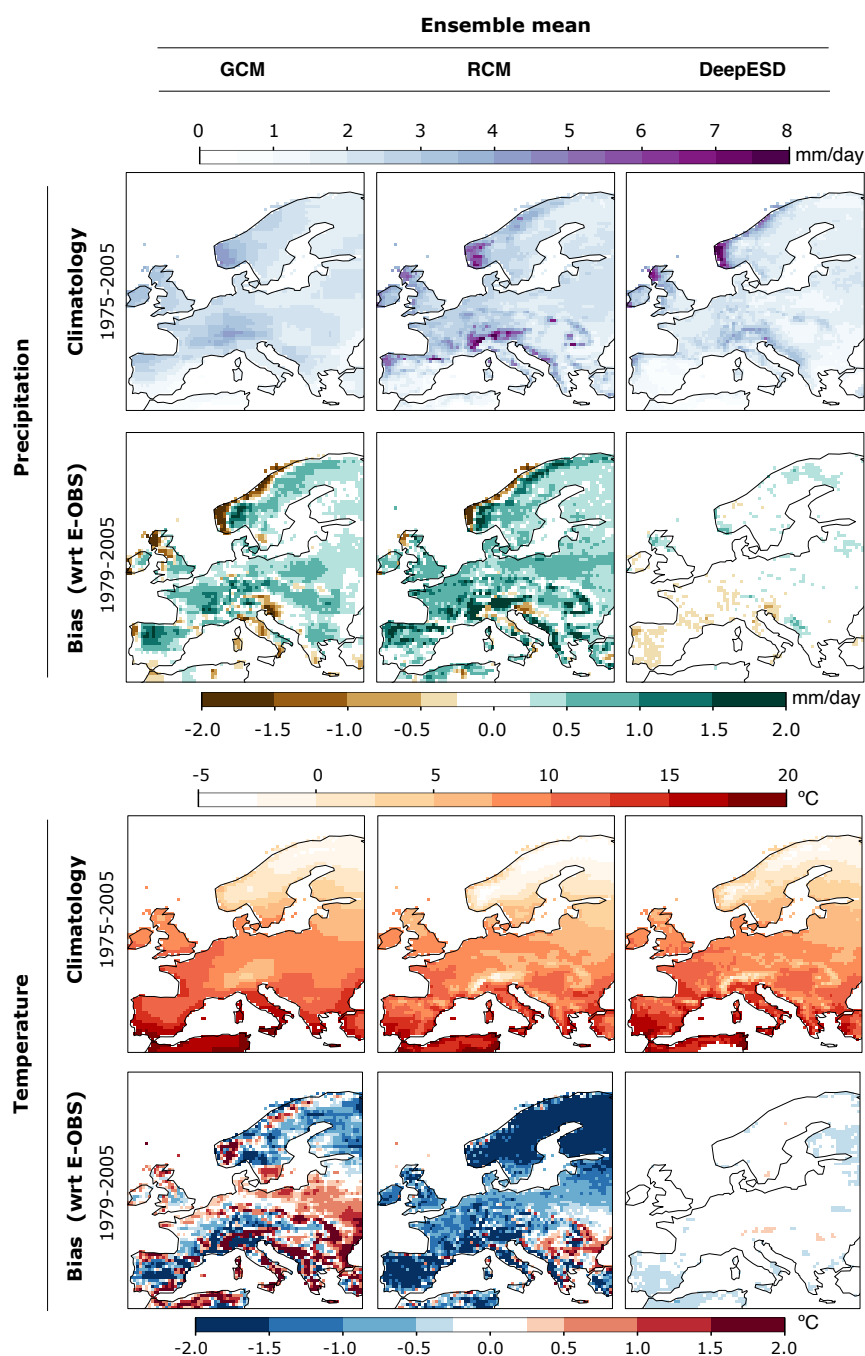 Ensemble mean
GCM RCM DeepESD
0 1 2 3 4 5 6 7 8
mm/day
Precipitation
Climatology
1975-2005
Bias (wrt E-OBS)
1979-2005
mm/day
-2.0 -1.5 -1.0 -0.5 0.0 0.5 1.0 1.5 2.0
-5 0 5 10 15 20
ºC
Temperature
Climatology
1975-2005
Bias (wrt E-OBS)
1979-2005
ºC
-2.0 -1.5 -1.0 -0.5 0.0 0.5 1.0 1.5 2.0